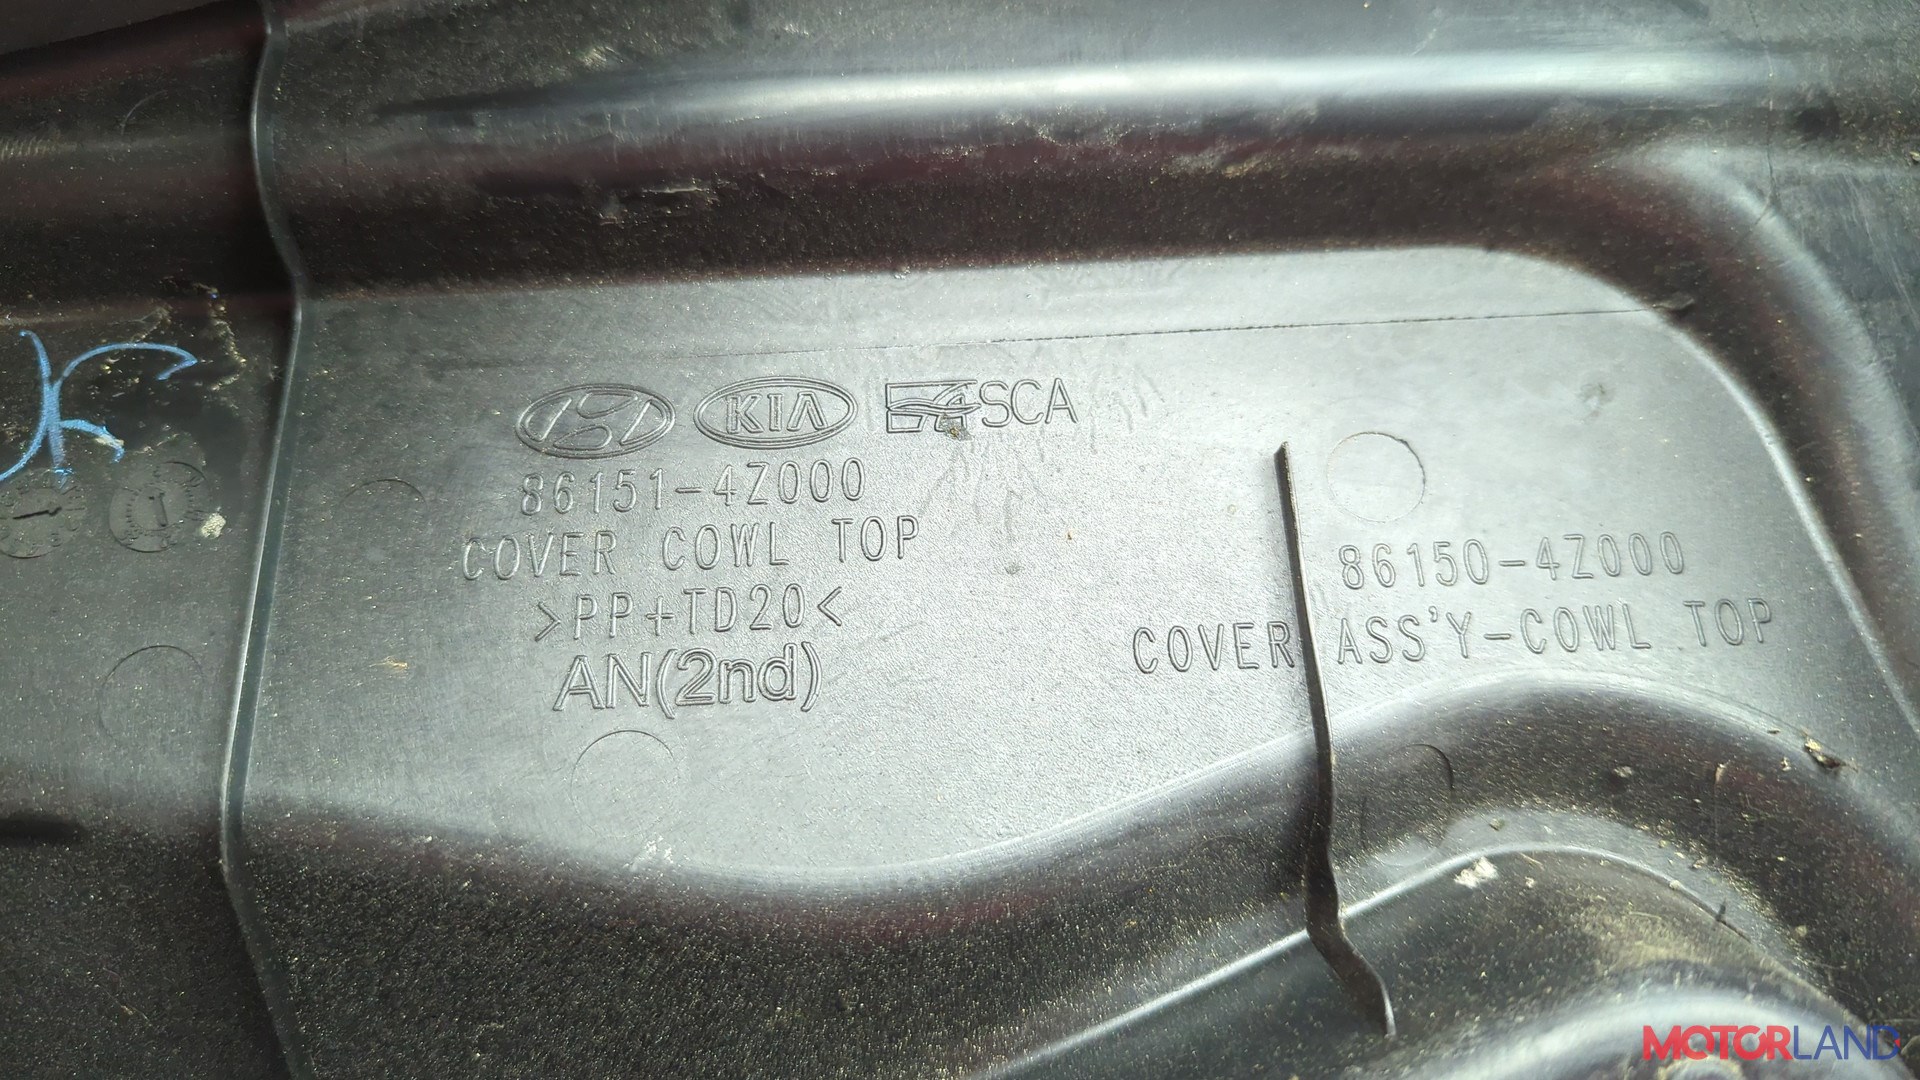 KIA SCA
86151-4Z000
COVER COWL TOP
>PP+TD20<
AN(2nd)
86150-4Z000
COVER ASS'Y-COWL TOP
MOTORLAND